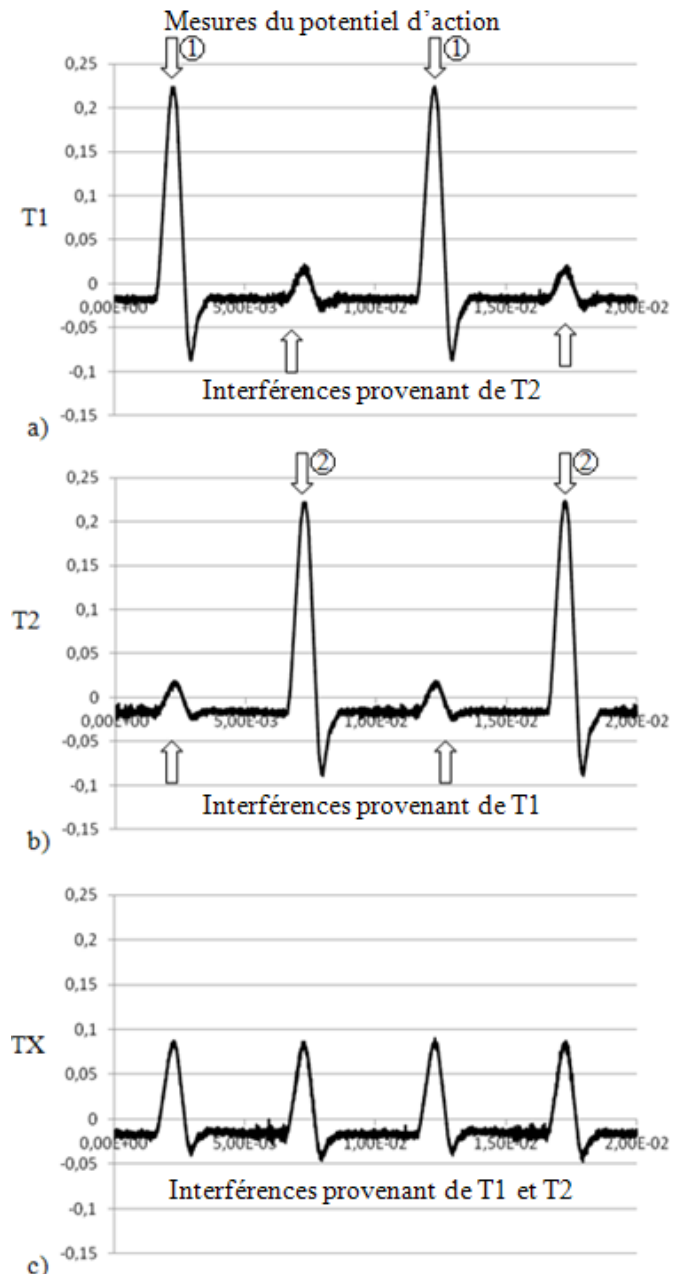 Mesures du potentiel d'action
① ①
0,25
0,2
0,15
0,1
T1
0,05
0
0,00E+00 5,00E-03 1,00E-02 1,50E-02 2,00E-02
-0,05
-0,1
Interférences provenant de T2
-0,15
a)
② ②
0,25
0,2
0,15
T2
0,1
0,05
0
0,00E+00 5,00E-03 1,00E-02 1,50E-02 2,00E-02
-0,05
-0,1
Interférences provenant de T1
-0,15
b)
0,25
0,2
0,15
0,1
TX
0,05
0
0,00E+00 5,00E-03 1,00E-02 1,50E-02 2,00E-02
-0,05
Interférences provenant de T1 et T2
-0,1
-0,15
c)